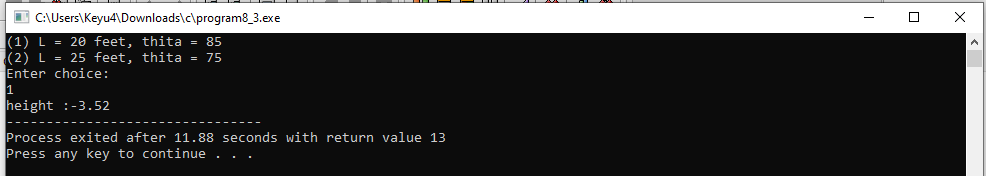 C:\Users\Keyu4\Downloads\c\program8_3.exe
(1) L = 20 feet, thita = 85
(2) L = 25 feet, thita = 75
Enter choice:
1
height :-3.52
--------------------------------
Process exited after 11.88 seconds with return value 13
Press any key to continue . . .